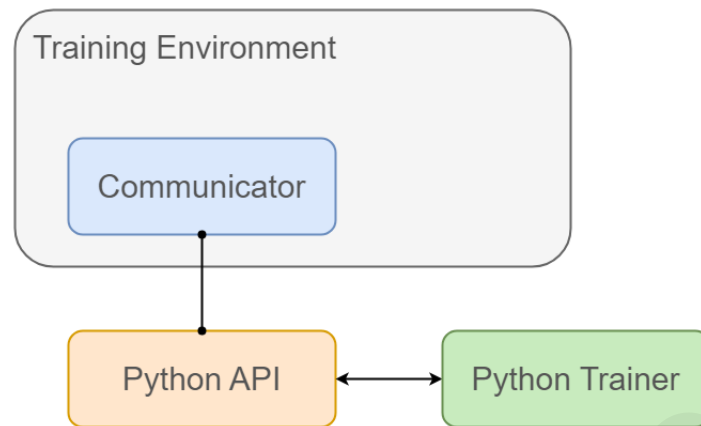 Training Environment
Communicator
Python API
Python Trainer